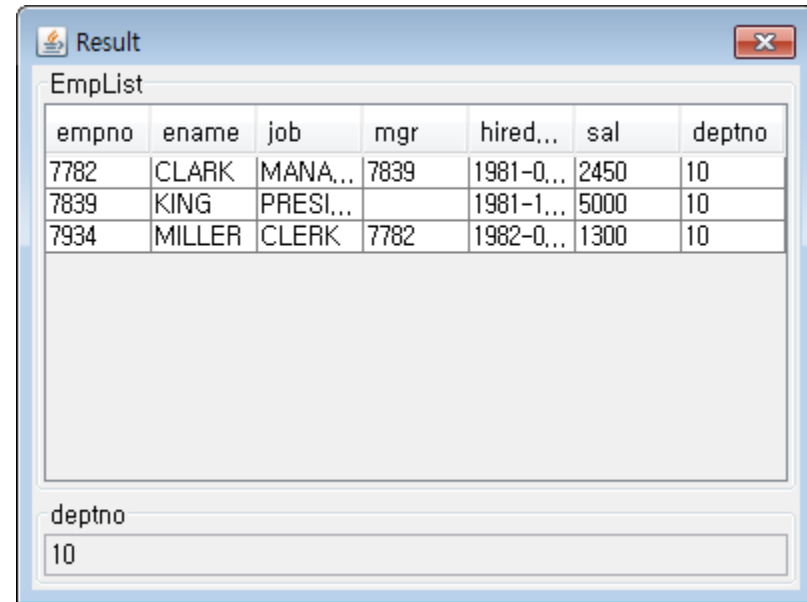 Result
EmpList
empno ename job mgr hired... sal deptno
7782 CLARK MANA... 7839 1981-0... 2450 10
7839 KING PRESI... 1981-1... 5000 10
7934 MILLER CLERK 7782 1982-0... 1300 10
deptno
10